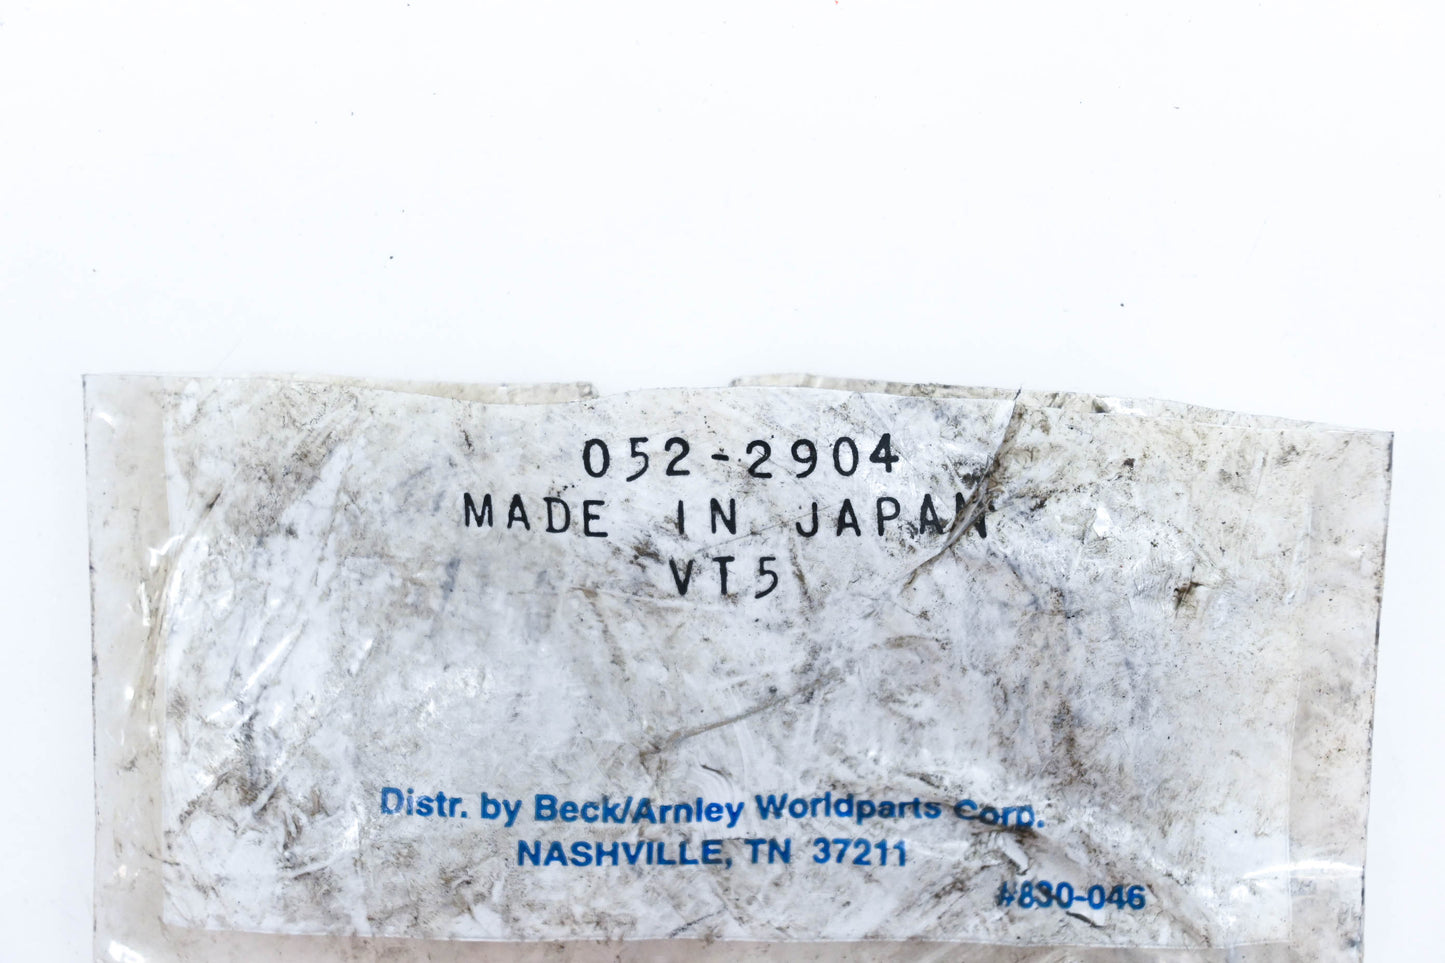 052-2904
MADE IN JAPAN
VT5
Distr. by Beck/Arnley Worldparts Corp.
NASHVILLE, TN 37211
#830-046